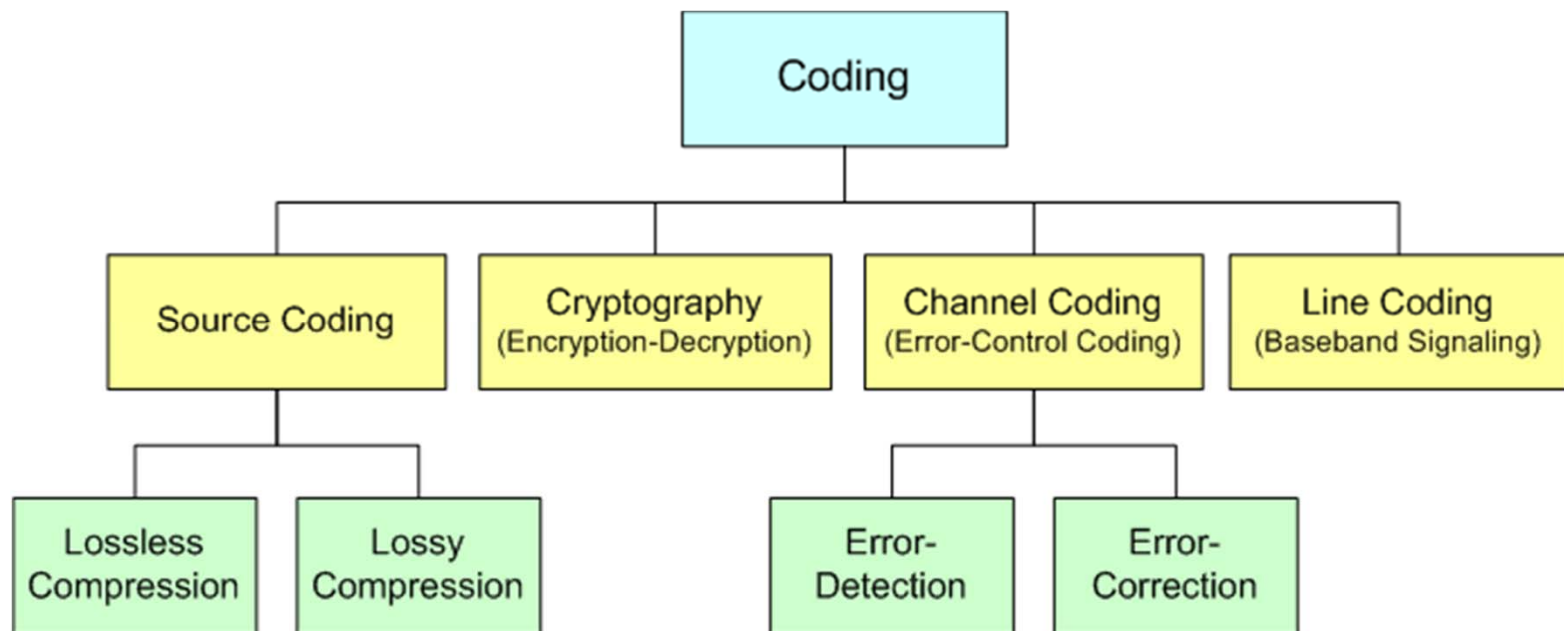 Coding
Source Coding
Cryptography
(Encryption-Decryption)
Channel Coding
(Error-Control Coding)
Line Coding
(Baseband Signaling)
Lossless
Compression
Lossy
Compression
Error-
Detection
Error-
Correction